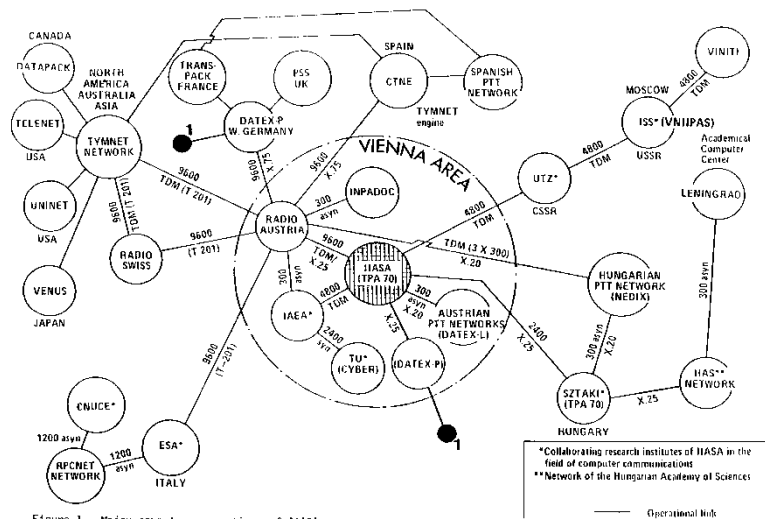 CANADA
DATAPACK
NORTH
AMERICA
AUSTRALIA
ASIA
TELENET
USA
TYMNET
NETWORK
UNINET
USA
VENUS
JAPAN
RADIO
SWISS
9600
TDM (T 201)
9600
TDM (T 201)
9600
(T 201)
TRANS-
PACK
FRANCE
PSS
UK
DATEX-P
W. GERMANY
1
X.75
9600
SPAIN
CTNE
TYMNET
engine
SPANISH
PTT
NETWORK
9600
X.75
VIENNA AREA
INPADOC
300
asyn
RADIO
AUSTRIA
9600
TDM/
X.25
IIASA
(TPA 70)
300
asyn
IAEA*
4800
TDM
2400
syn
TU*
(CYBER)
300
asyn
X.20
AUSTRIAN
PTT NETWORKS
(DATEX-L)
X.25
(DATEX-P)
1
4800
TDM
UTZ*
CSSR
4800
TDM
MOSCOW
ISS* (VNIIPAS)
USSR
4800
TDM
VINITI
Academical
Computer
Center
LENINGRAD
300 asyn
TDM (3 X 300)
X.20
HUNGARIAN
PTT NETWORK
(NEDIX)
300 asyn
X.20
2400
X.25
SZTAKI*
(TPA 70)
HUNGARY
X.25
HAS**
NETWORK
9600
(T-201)
CNUCE*
1200 asyn
RPCNET
NETWORK
1200
asyn
ESA*
ITALY
*Collaborating research institutes of IIASA in the
field of computer communications
**Network of the Hungarian Academy of Sciences
Operational link
Figure 1.